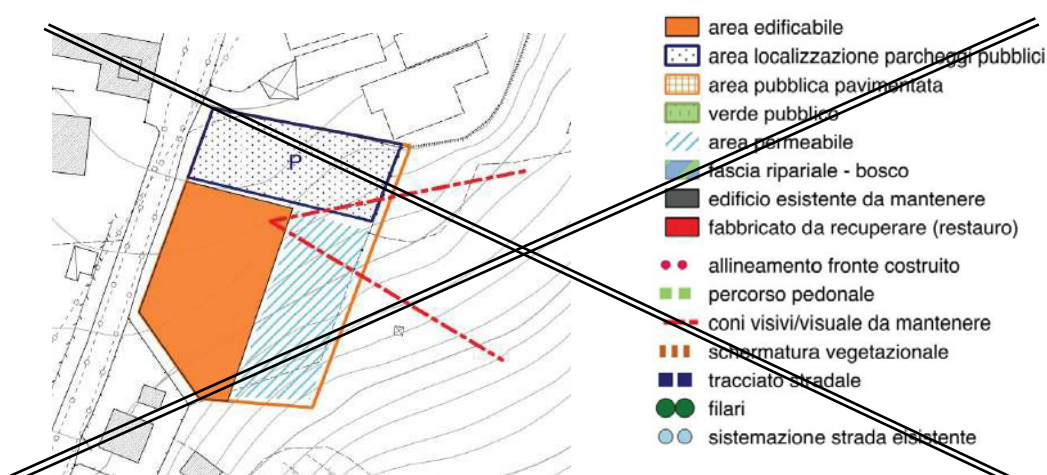 P
area edificabile
area localizzazione parcheggi pubblici
area pubblica pavimentata
verde pubblico
area permeabile
fascia ripariale - bosco
edificio esistente da mantenere
fabbricato da recuperare (restauro)
allineamento fronte costruito
percorso pedonale
coni visivi/visuale da mantenere
schermatura vegetazionale
tracciato stradale
filari
sistemazione strada eisistente